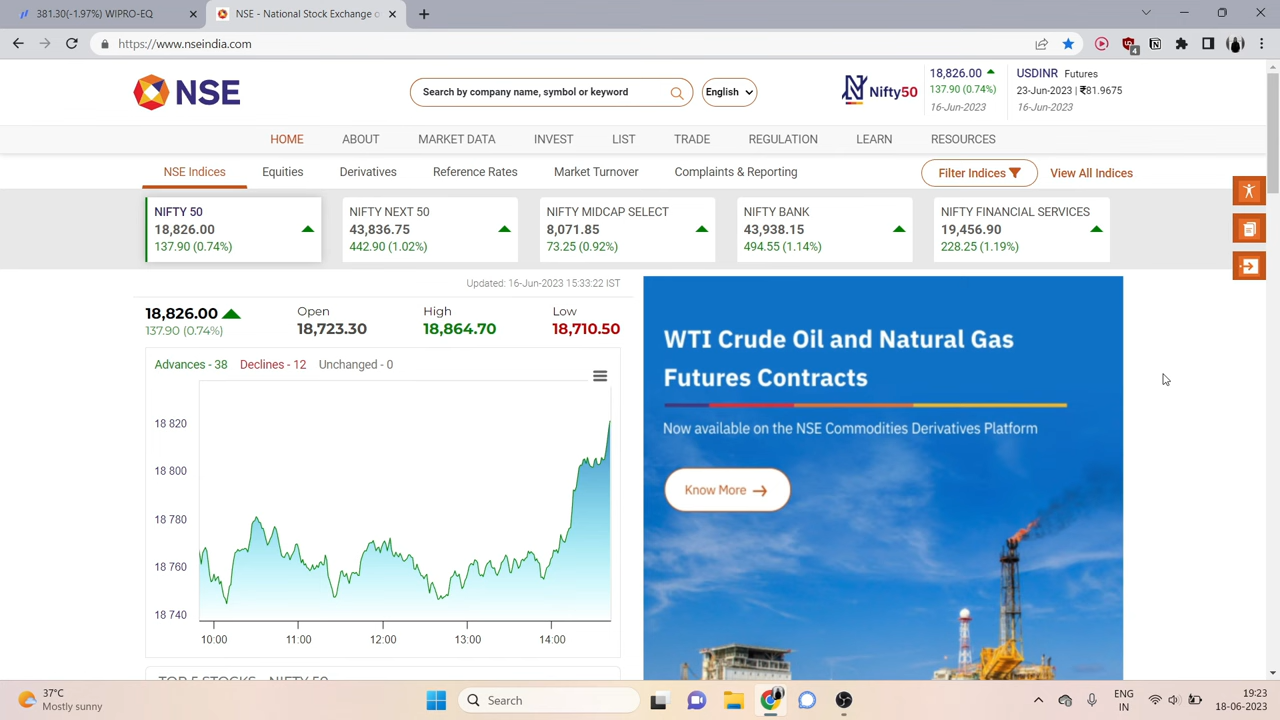 381.30(-1.97%) WIPRO-EQ
NSE - National Stock Exchange o
https://www.nseindia.com
4
NSE
Search by company name, symbol or keyword
English
Nifty50
18,826.00
137.90 (0.74%)
16-Jun-2023
USDINR Futures
23-Jun-2023 | ₹81.9675
16-Jun-2023
HOME ABOUT MARKET DATA INVEST LIST TRADE REGULATION LEARN RESOURCES
NSE Indices Equities Derivatives Reference Rates Market Turnover Complaints & Reporting
Filter Indices View All Indices
NIFTY 50
18,826.00
137.90 (0.74%)
NIFTY NEXT 50
43,836.75
442.90 (1.02%)
NIFTY MIDCAP SELECT
8,071.85
73.25 (0.92%)
NIFTY BANK
43,938.15
494.55 (1.14%)
NIFTY FINANCIAL SERVICES
19,456.90
228.25 (1.19%)
Updated: 16-Jun-2023 15:33:22 IST
18,826.00
137.90 (0.74%)
Open
18,723.30
High
18,864.70
Low
18,710.50
Advances - 38 Declines - 12 Unchanged - 0
18 820
18 800
18 780
18 760
18 740
10:00 11:00 12:00 13:00 14:00
TOP 5 STOCKS - NIFTY 50
WTI Crude Oil and Natural Gas
Futures Contracts
Now available on the NSE Commodities Derivatives Platform
Know More
37°C
Mostly sunny
Search
ENG
IN
19:23
18-06-2023